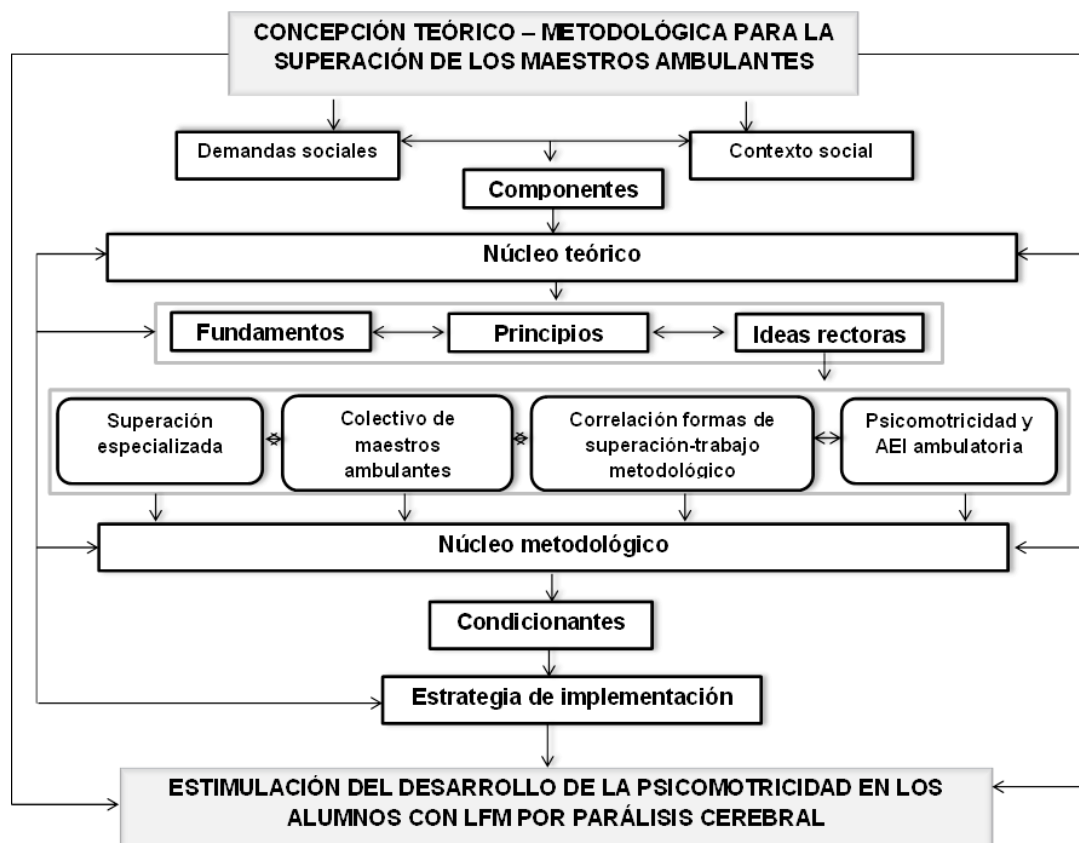 CONCEPCIÓN TEÓRICO – METODOLÓGICA PARA LA
SUPERACIÓN DE LOS MAESTROS AMBULANTES
Demandas sociales
Contexto social
Componentes
Núcleo teórico
Fundamentos
Principios
Ideas rectoras
Superación
especializada
Colectivo de
maestros
ambulantes
Correlación formas de
superación-trabajo
metodológico
Psicomotricidad y
AEI ambulatoria
Núcleo metodológico
Condicionantes
Estrategia de implementación
ESTIMULACIÓN DEL DESARROLLO DE LA PSICOMOTRICIDAD EN LOS
ALUMNOS CON LFM POR PARÁLISIS CEREBRAL